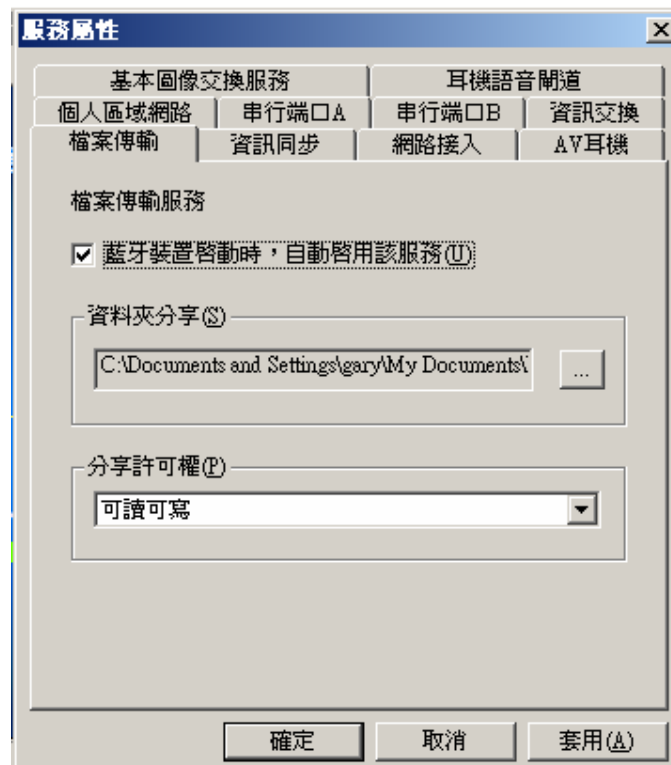 服務屬性
基本圖像交換服務 耳機語音閘道
個人區域網路 串行端口A 串行端口B 資訊交換
檔案傳輸 資訊同步 網路接入 AV耳機
檔案傳輸服務
藍牙裝置啓動時，自動啓用該服務(U)
資料夾分享(S)
C:\Documents and Settings\gary\My Documents\
...
分享許可權(P)
可讀可寫
確定 取消 套用(A)